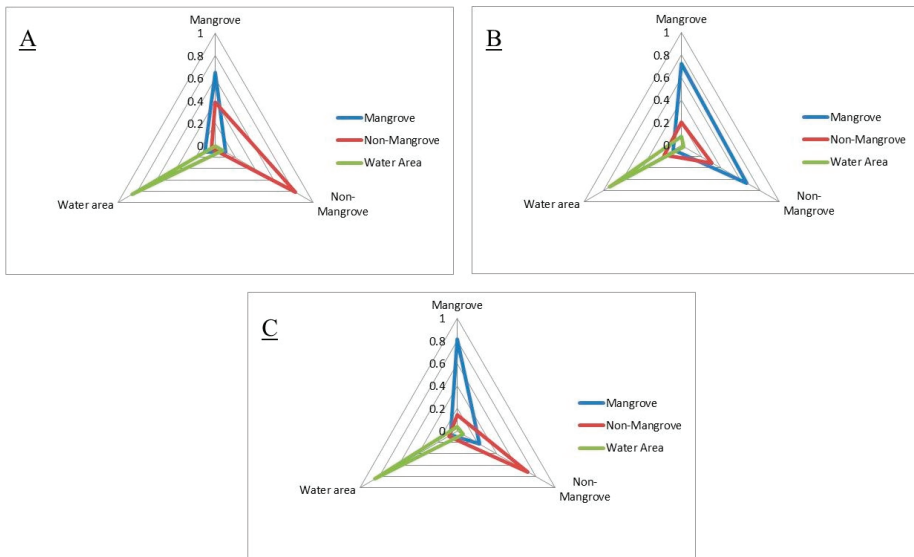 A
Mangrove
1
0.8
0.6
0.4
0.2
0
Water area
Non-
Mangrove
Mangrove
Non-Mangrove
Water Area
B
Mangrove
1
0.8
0.6
0.4
0.2
0
Water area
Non-
Mangrove
Mangrove
Non-Mangrove
Water Area
C
Mangrove
1
0.8
0.6
0.4
0.2
0
Water area
Non-
Mangrove
Mangrove
Non-Mangrove
Water Area